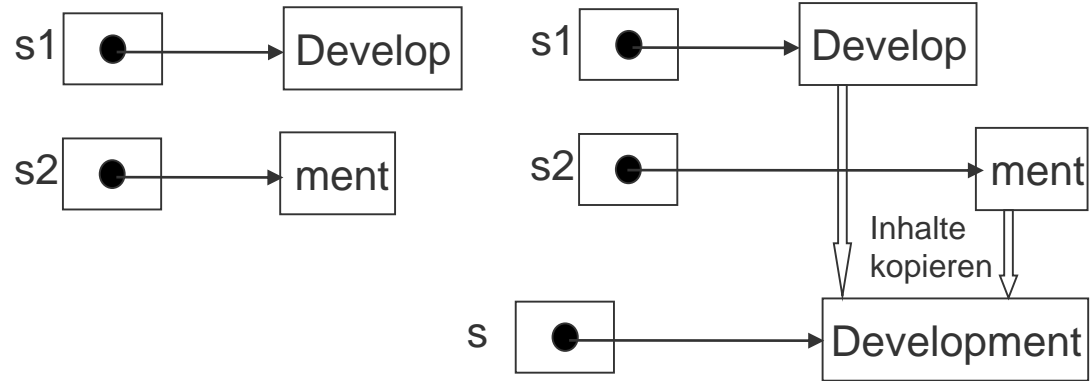 s1 Develop
s2 ment
s1 Develop
s2 ment
Inhalte
kopieren
s Development